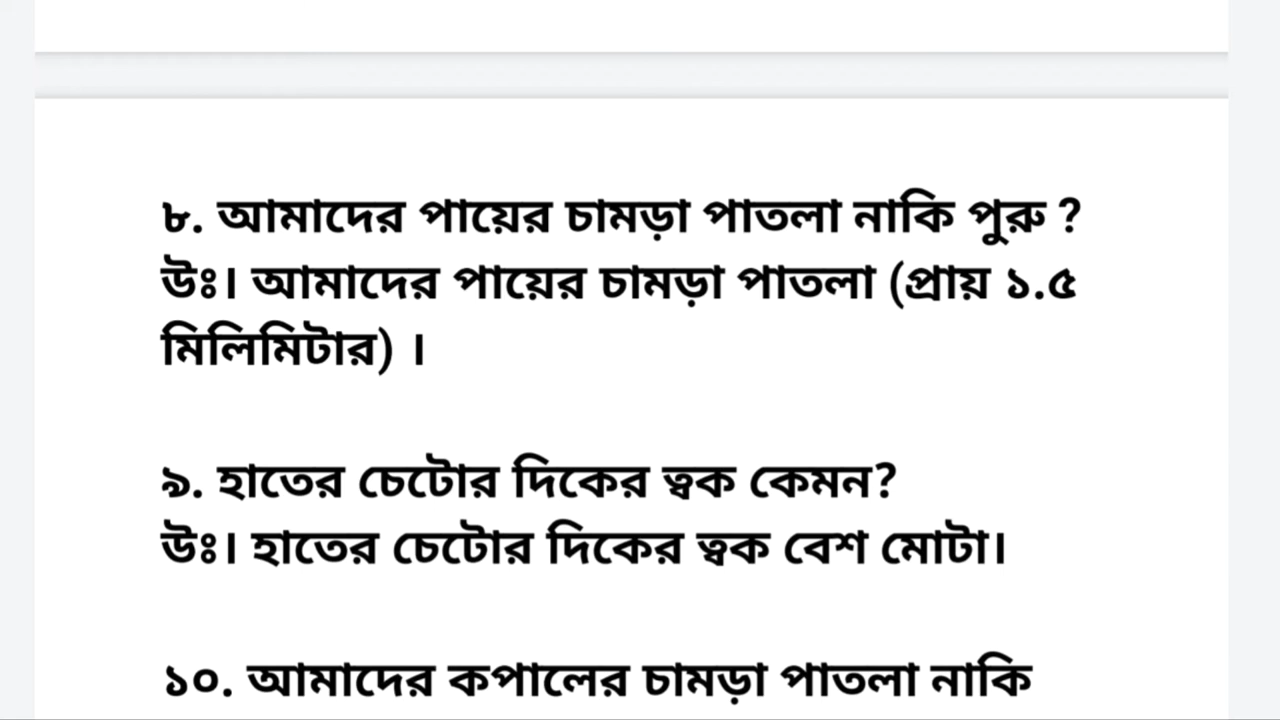 ৮. আমাদের পায়ের চামড়া পাতলা নাকি পুরু ?
উঃ। আমাদের পায়ের চামড়া পাতলা (প্রায় ১.৫
মিলিমিটার) ।
৯. হাতের চেটোর দিকের ত্বক কেমন?
উঃ। হাতের চেটোর দিকের ত্বক বেশ মোটা।
১০. আমাদের কপালের চামড়া পাতলা নাকি